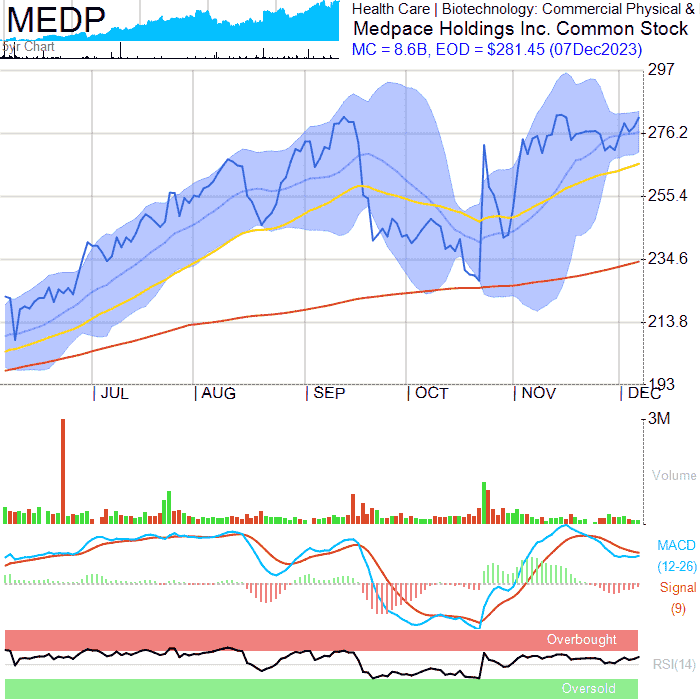 MEDP
5yr Chart
Health Care | Biotechnology: Commercial Physical &
Medpace Holdings Inc. Common Stock
MC = 8.6B, EOD = $281.45 (07Dec2023)
297
276.2
255.4
234.6
213.8
193
JUL AUG SEP OCT NOV DEC
3M
Volume
MACD
(12-26)
Signal
(9)
Overbought
RSI(14)
Oversold